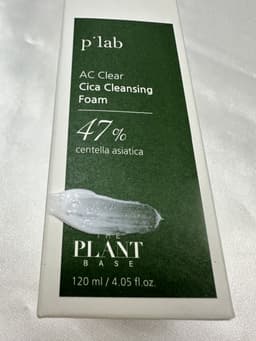 p'lab
AC Clear
Cica Cleansing
Foam
47%
centella asiatica
THE
PLANT
BASE
120 ml / 4.05 fl.oz.